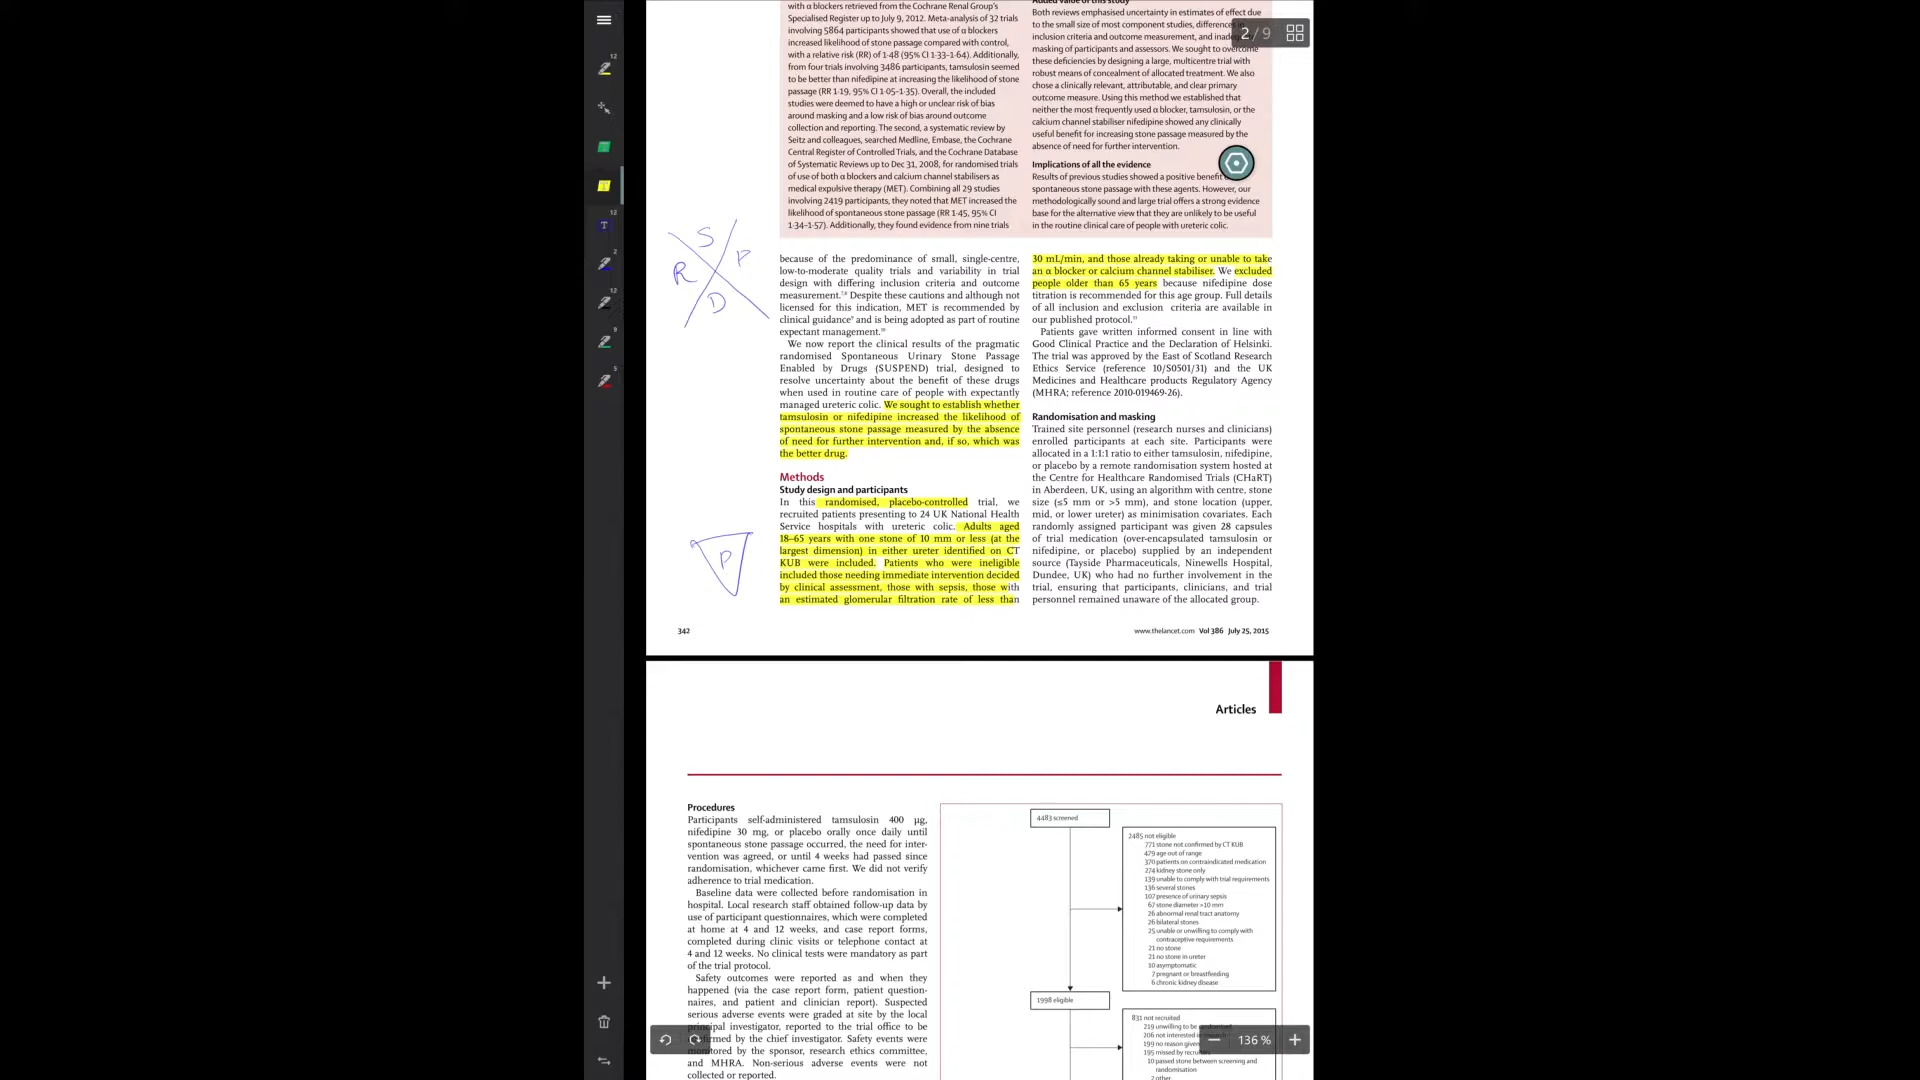 with α blockers retrieved from the Cochrane Renal Group's
Specialised Register up to July 9, 2012. Meta-analysis of 32 trials
involving 5864 participants showed that use of α blockers
increased likelihood of stone passage compared with control,
with a relative risk (RR) of 1·48 (95% CI 1·33–1·64). Additionally,
from four trials involving 3486 participants, tamsulosin seemed
to be better than nifedipine at increasing the likelihood of stone
passage (RR 1·19, 95% CI 1·05–1·35). Overall, the included
studies were deemed to have a high or unclear risk of bias
around masking and a low risk of bias around outcome
collection and reporting. The second, a systematic review by
Seitz and colleagues, searched Medline, Embase, the Cochrane
Central Register of Controlled Trials, and the Cochrane Database
of Systematic Reviews up to Dec 31, 2008, for randomised trials
of use of both α blockers and calcium channel stabilisers as
medical expulsive therapy (MET). Combining all 29 studies
involving 2419 participants, they noted that MET increased the
likelihood of spontaneous stone passage (RR 1·45, 95% CI
1·34–1·57). Additionally, they found evidence from nine trials
Added value of this study
Both reviews emphasised uncertainty in estimates of effect due
to the small size of most component studies, differences in
inclusion criteria and outcome measurement, and
masking of participants and assessors. We sought to overcome
these deficiencies by designing a large, multicentre trial with
robust means of concealment of allocated treatment. We also
chose a clinically relevant, attributable, and clear primary
outcome measure. Using this method we established that
neither the most frequently used α blocker, tamsulosin, or the
calcium channel stabiliser nifedipine showed any clinically
useful benefit for increasing stone passage measured by the
absence of need for further intervention.
Implications of all the evidence
Results of previous studies showed a positive benefit
spontaneous stone passage with these agents. However, our
methodologically sound and large trial offers a strong evidence
base for the alternative view that they are unlikely to be useful
in the routine clinical care of people with ureteric colic.
2 / 9
S
R P
D
because of the predominance of small, single-centre,
low-to-moderate quality trials and variability in trial
design with differing inclusion criteria and outcome
measurement.7,8 Despite these cautions and although not
licensed for this indication, MET is recommended by
clinical guidance9 and is being adopted as part of routine
expectant management.10
We now report the clinical results of the pragmatic
randomised Spontaneous Urinary Stone Passage
Enabled by Drugs (SUSPEND) trial, designed to
resolve uncertainty about the benefit of these drugs
when used in routine care of people with expectantly
managed ureteric colic. We sought to establish whether
tamsulosin or nifedipine increased the likelihood of
spontaneous stone passage measured by the absence
of need for further intervention and, if so, which was
the better drug.
Methods
Study design and participants
In this randomised, placebo-controlled trial, we
recruited patients presenting to 24 UK National Health
Service hospitals with ureteric colic. Adults aged
18–65 years with one stone of 10 mm or less (at the
largest dimension) in either ureter identified on CT
KUB were included. Patients who were ineligible
included those needing immediate intervention decided
by clinical assessment, those with sepsis, those with
an estimated glomerular filtration rate of less than
P
30 mL/min, and those already taking or unable to take
an α blocker or calcium channel stabiliser. We excluded
people older than 65 years because nifedipine dose
titration is recommended for this age group. Full details
of all inclusion and exclusion criteria are available in
our published protocol.11
Patients gave written informed consent in line with
Good Clinical Practice and the Declaration of Helsinki.
The trial was approved by the East of Scotland Research
Ethics Service (reference 10/S0501/31) and the UK
Medicines and Healthcare products Regulatory Agency
(MHRA; reference 2010-019469-26).
Randomisation and masking
Trained site personnel (research nurses and clinicians)
enrolled participants at each site. Participants were
allocated in a 1:1:1 ratio to either tamsulosin, nifedipine,
or placebo by a remote randomisation system hosted at
the Centre for Healthcare Randomised Trials (CHaRT)
in Aberdeen, UK, using an algorithm with centre, stone
size (≤5 mm or >5 mm), and stone location (upper,
mid, or lower ureter) as minimisation covariates. Each
randomly assigned participant was given 28 capsules
of trial medication (over-encapsulated tamsulosin or
nifedipine, or placebo) supplied by an independent
source (Tayside Pharmaceuticals, Ninewells Hospital,
Dundee, UK) who had no further involvement in the
trial, ensuring that participants, clinicians, and trial
personnel remained unaware of the allocated group.
342
www.thelancet.com Vol 386 July 25, 2015
Articles
Procedures
Participants self-administered tamsulosin 400 μg,
nifedipine 30 mg, or placebo orally once daily until
spontaneous stone passage occurred, the need for inter-
vention was agreed, or until 4 weeks had passed since
randomisation, whichever came first. We did not verify
adherence to trial medication.
Baseline data were collected before randomisation in
hospital. Local research staff obtained follow-up data by
use of participant questionnaires, which were completed
at home at 4 and 12 weeks, and case report forms,
completed during clinic visits or telephone contact at
4 and 12 weeks. No clinical tests were mandatory as part
of the trial protocol.
Safety outcomes were reported as and when they
happened (via the case report form, patient question-
naires, and patient and clinician report). Suspected
serious adverse events were graded at site by the local
principal investigator, reported to the trial office to be
confirmed by the chief investigator. Safety events were
monitored by the sponsor, research ethics committee,
and MHRA. Non-serious adverse events were not
collected or reported.
4483 screened
2485 not eligible
771 stone not confirmed by CT KUB
479 age out of range
370 patients on contraindicated medication
274 kidney stone only
139 unable to comply with trial requirements
136 several stones
107 presence of urinary sepsis
67 stone diameter >10 mm
26 abnormal renal tract anatomy
26 bilateral stones
25 unable or unwilling to comply with
contraceptive requirements
21 no stone
21 no stone in ureter
10 asymptomatic
7 pregnant or breastfeeding
6 chronic kidney disease
1998 eligible
831 not recruited
219 unwilling to be randomised
206 not interested in
199 no reason given
195 missed by
10 passed stone between screening and
randomisation
2 other
136 %
12
T
12
2
12
9
5